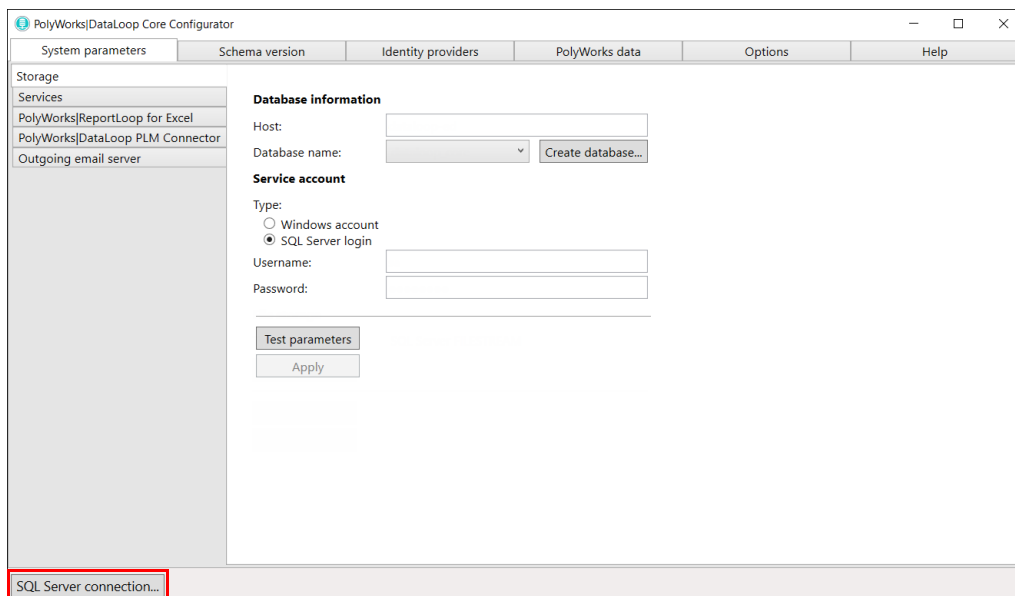 PolyWorks|DataLoop Core Configurator
System parameters
Schema version
Identity providers
PolyWorks data
Options
Help
Storage
Services
PolyWorks|ReportLoop for Excel
PolyWorks|DataLoop PLM Connector
Outgoing email server
Database information
Host:
Database name:
Create database...
Service account
Type:
Windows account
SQL Server login
Username:
Password:
Test parameters
Apply
SQL Server connection...